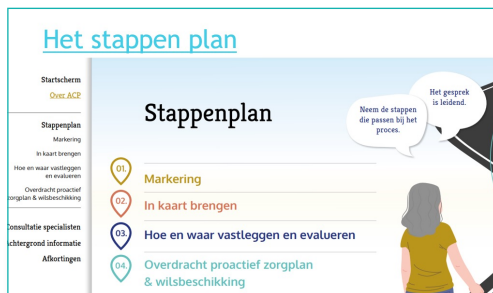 Het stappen plan
Startscherm
Over ACP
Stappenplan
Markering
In kaart brengen
Hoe en waar vastleggen
en evalueren
Overdracht proactief
zorgplan & wilsbeschikking
Consultatie specialisten
Achtergrond informatie
Afkortingen
Stappenplan
Neem de stappen
die passen bij het
proces.
Het gesprek
is leidend.
01. Markering
02. In kaart brengen
03. Hoe en waar vastleggen en evalueren
04. Overdracht proactief zorgplan
& wilsbeschikking